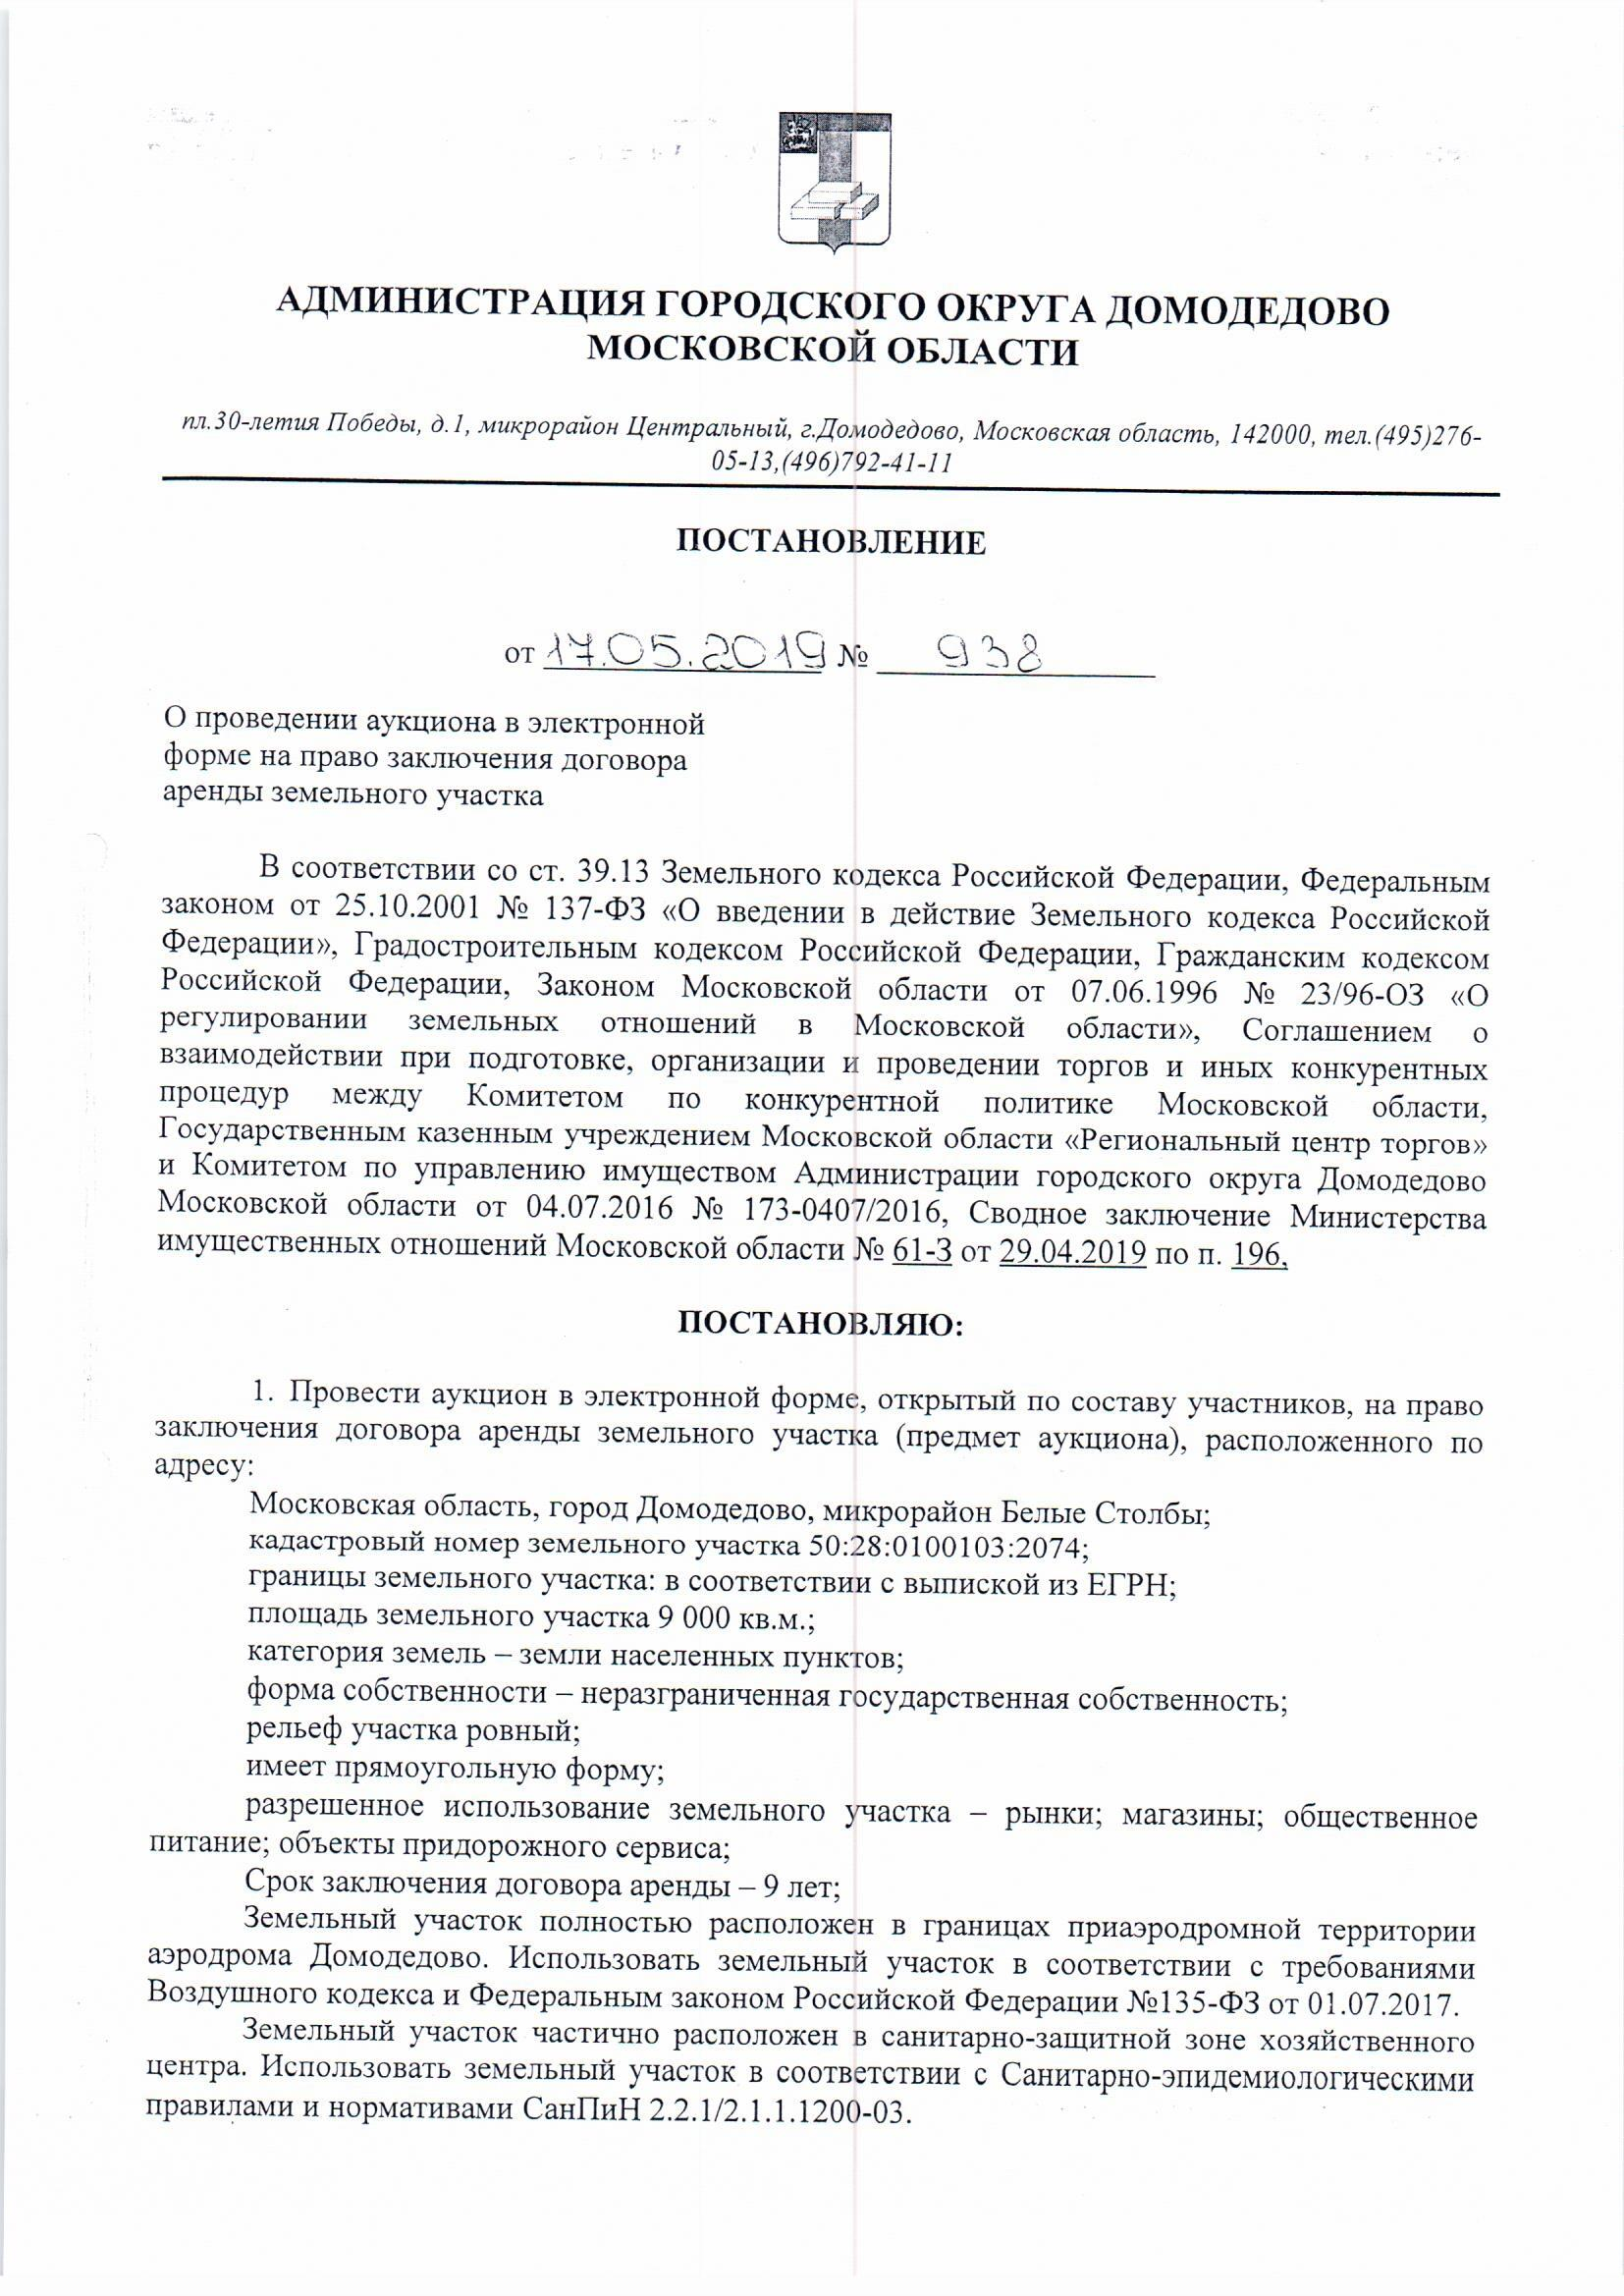 АДМИНИСТРАЦИЯ ГОРОДСКОГО ОКРУГА ДОМОДЕДОВО
МОСКОВСКОЙ ОБЛАСТИ
пл.30-летия Победы, д.1, микрорайон Центральный, г.Домодедово, Московская область, 142000, тел.(495)276-
05-13,(496)792-41-11
ПОСТАНОВЛЕНИЕ
от 17.05.2019 № 938
О проведении аукциона в электронной
форме на право заключения договора
аренды земельного участка
В соответствии со ст. 39.13 Земельного кодекса Российской Федерации, Федеральным
законом от 25.10.2001 № 137-ФЗ «О введении в действие Земельного кодекса Российской
Федерации», Градостроительным кодексом Российской Федерации, Гражданским кодексом
Российской Федерации, Законом Московской области от 07.06.1996 № 23/96-ОЗ «О
регулировании земельных отношений в Московской области», Соглашением о
взаимодействии при подготовке, организации и проведении торгов и иных конкурентных
процедур между Комитетом по конкурентной политике Московской области,
Государственным казенным учреждением Московской области «Региональный центр торгов»
и Комитетом по управлению имуществом Администрации городского округа Домодедово
Московской области от 04.07.2016 № 173-0407/2016, Сводное заключение Министерства
имущественных отношений Московской области № 61-З от 29.04.2019 по п. 196,
ПОСТАНОВЛЯЮ:
1. Провести аукцион в электронной форме, открытый по составу участников, на право
заключения договора аренды земельного участка (предмет аукциона), расположенного по
адресу:
Московская область, город Домодедово, микрорайон Белые Столбы;
кадастровый номер земельного участка 50:28:0100103:2074;
границы земельного участка: в соответствии с выпиской из ЕГРН;
площадь земельного участка 9 000 кв.м.;
категория земель – земли населенных пунктов;
форма собственности – неразграниченная государственная собственность;
рельеф участка ровный;
имеет прямоугольную форму;
разрешенное использование земельного участка – рынки; магазины; общественное
питание; объекты придорожного сервиса;
Срок заключения договора аренды – 9 лет;
Земельный участок полностью расположен в границах приаэродромной территории
аэродрома Домодедово. Использовать земельный участок в соответствии с требованиями
Воздушного кодекса и Федеральным законом Российской Федерации №135-ФЗ от 01.07.2017.
Земельный участок частично расположен в санитарно-защитной зоне хозяйственного
центра. Использовать земельный участок в соответствии с Санитарно-эпидемиологическими
правилами и нормативами СанПиН 2.2.1/2.1.1.1200-03.